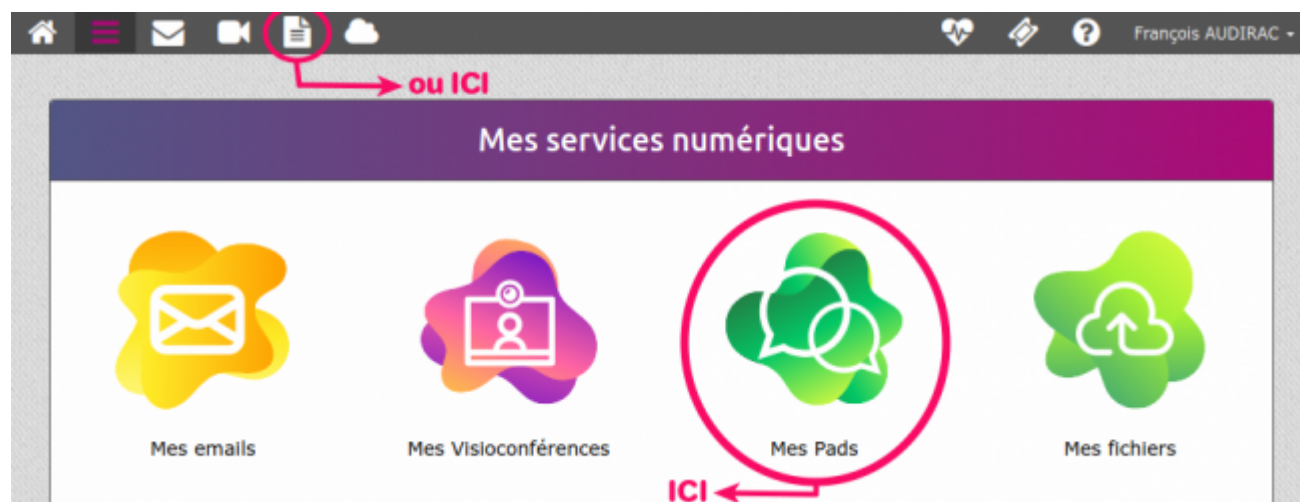 François AUDIRAC
ou ICI
Mes services numériques
Mes emails
Mes Visioconférences
Mes Pads
Mes fichiers
ICI